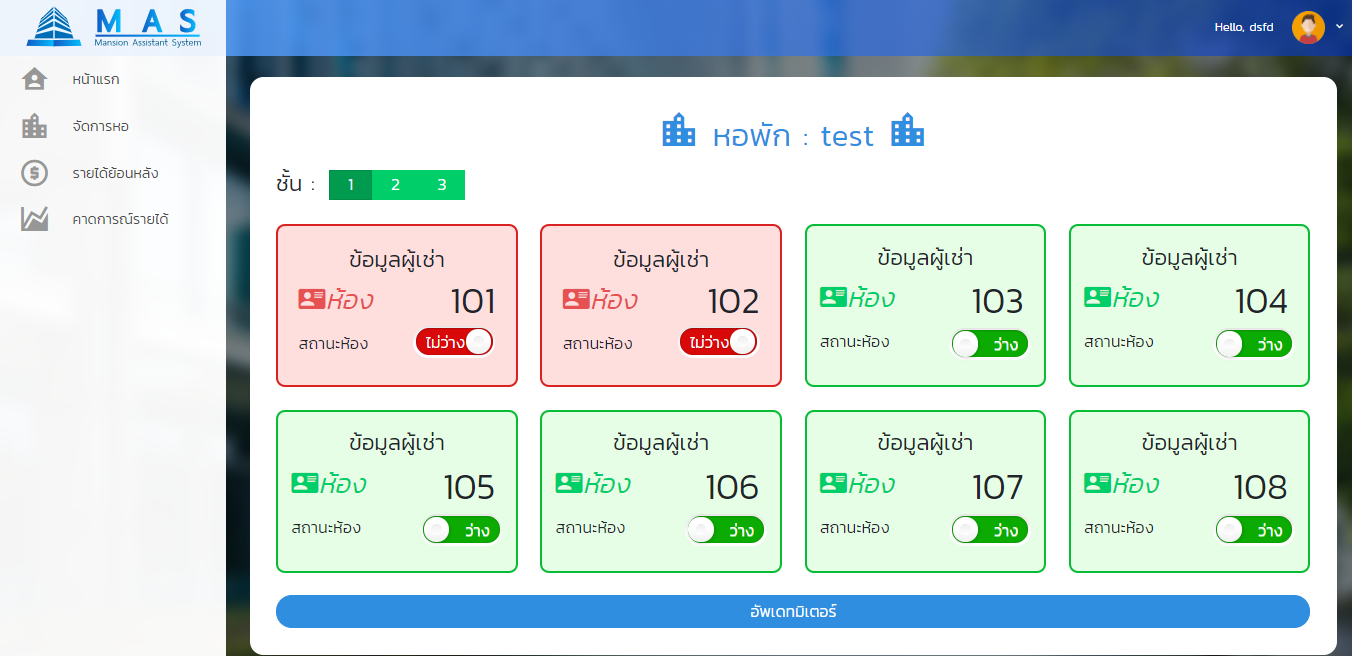 M A S
Mansion Assistant System
Hello, dsfd
หน้าแรก
จัดการหอ
รายได้ย้อนหลัง
คาดการณ์รายได้
หอพัก : test
ชั้น : 1 2 3
ข้อมูลผู้เช่า
ห้อง 101
สถานะห้อง ไม่ว่าง
ข้อมูลผู้เช่า
ห้อง 102
สถานะห้อง ไม่ว่าง
ข้อมูลผู้เช่า
ห้อง 103
สถานะห้อง ว่าง
ข้อมูลผู้เช่า
ห้อง 104
สถานะห้อง ว่าง
ข้อมูลผู้เช่า
ห้อง 105
สถานะห้อง ว่าง
ข้อมูลผู้เช่า
ห้อง 106
สถานะห้อง ว่าง
ข้อมูลผู้เช่า
ห้อง 107
สถานะห้อง ว่าง
ข้อมูลผู้เช่า
ห้อง 108
สถานะห้อง ว่าง
อัพเดทมิเตอร์